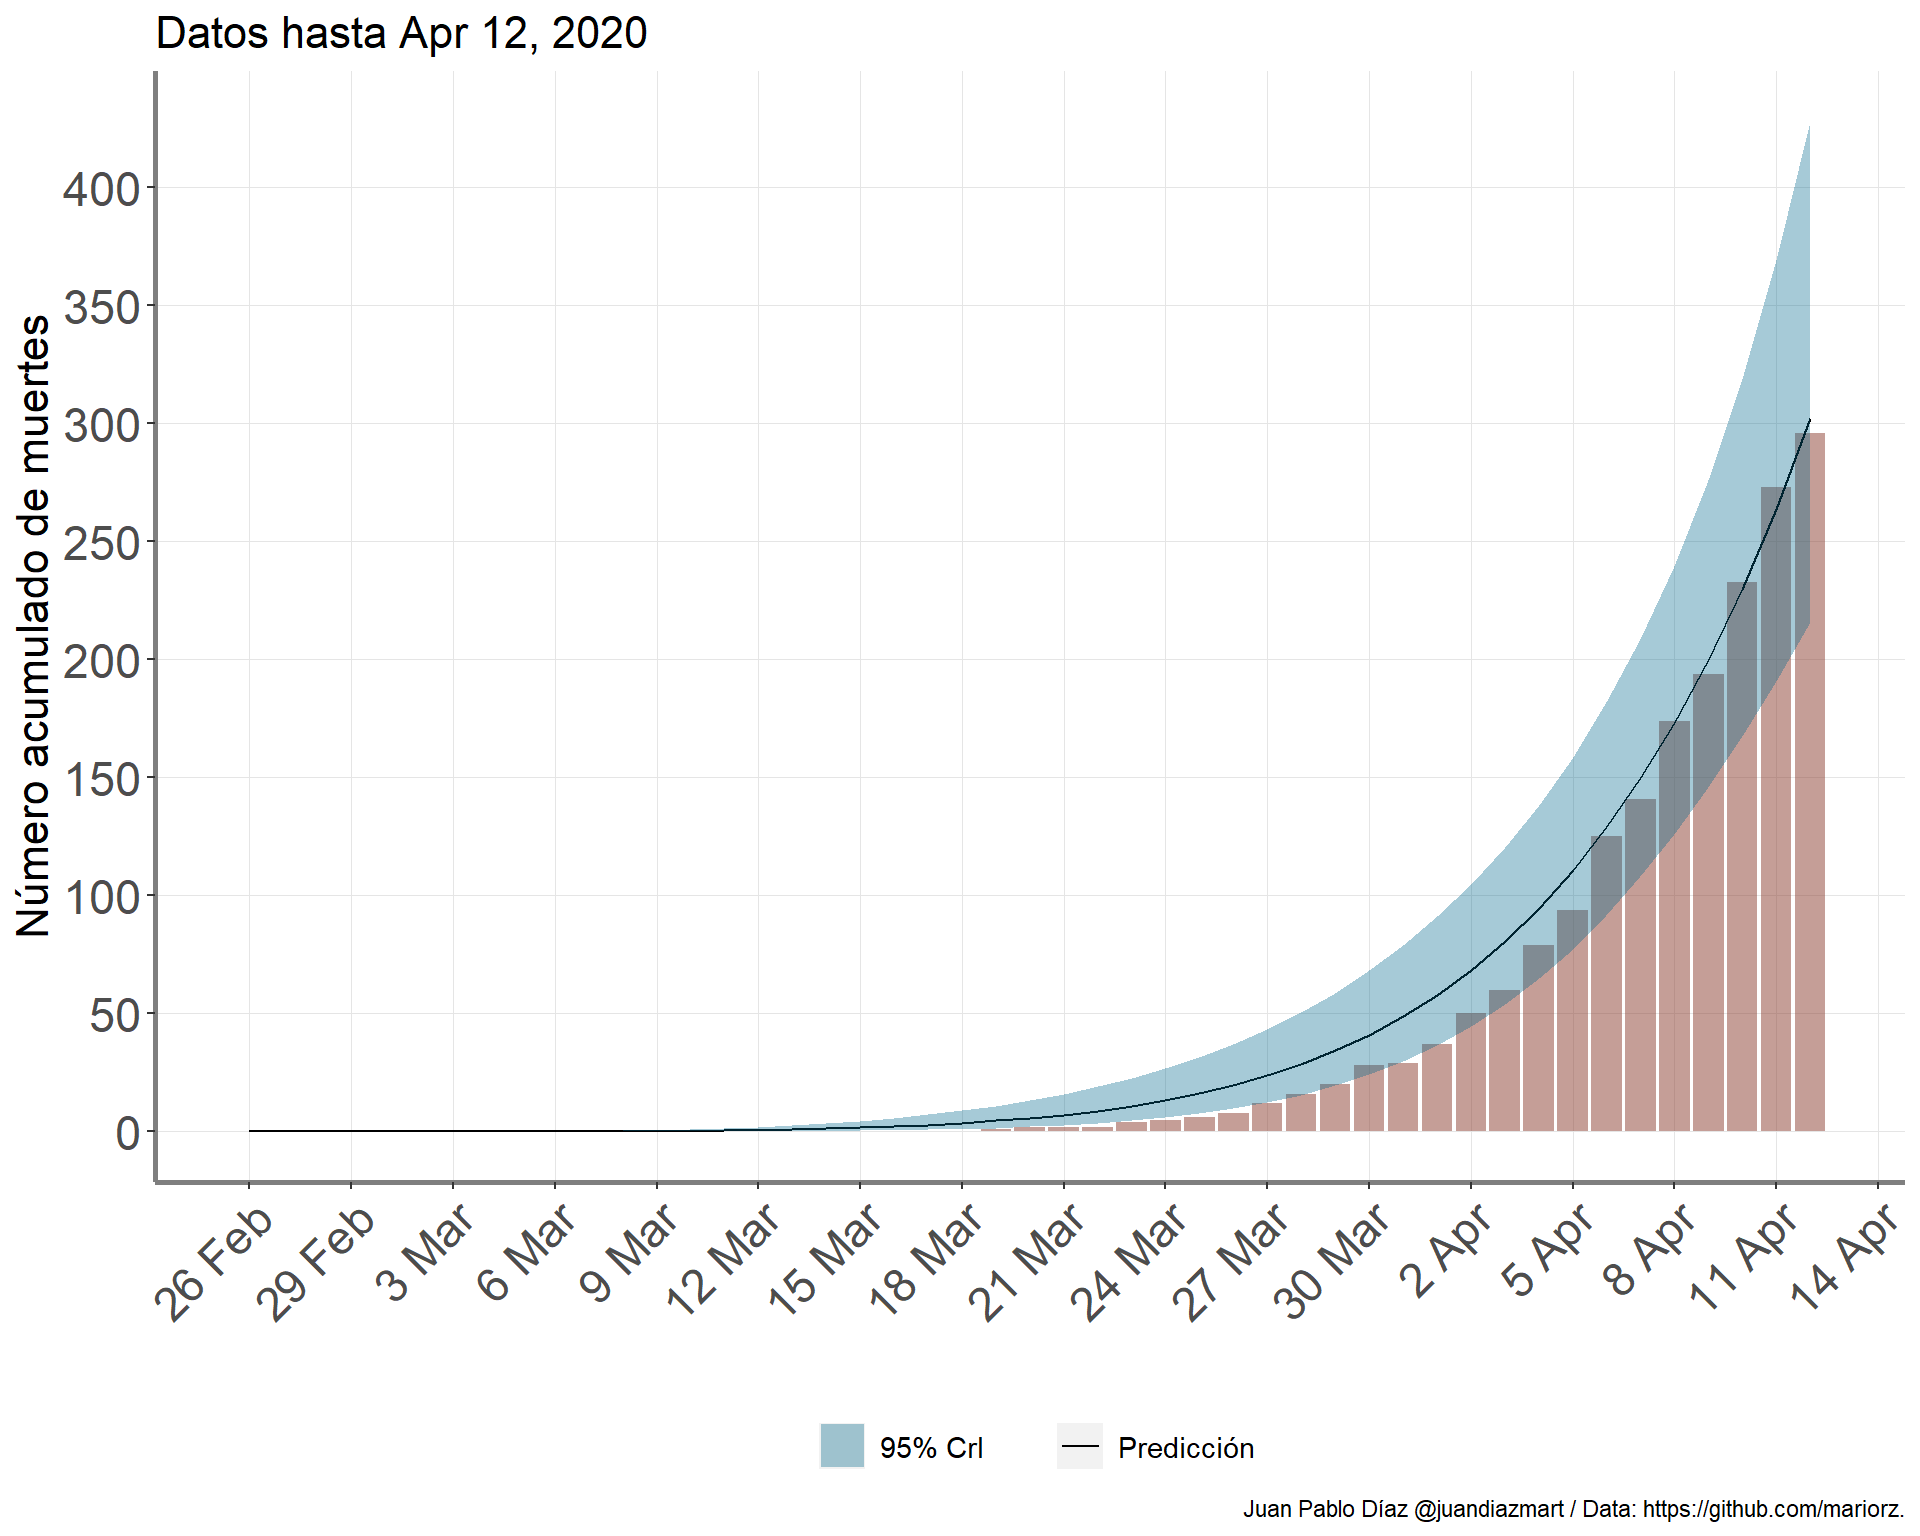 Datos hasta Apr 12, 2020
Número acumulado de muertes
400
350
300
250
200
150
100
50
0
26 Feb
29 Feb
3 Mar
6 Mar
9 Mar
12 Mar
15 Mar
18 Mar
21 Mar
24 Mar
27 Mar
30 Mar
2 Apr
5 Apr
8 Apr
11 Apr
14 Apr
95% CrI
Predicción
Juan Pablo Díaz @juandiazmart / Data: https://github.com/mariorz.